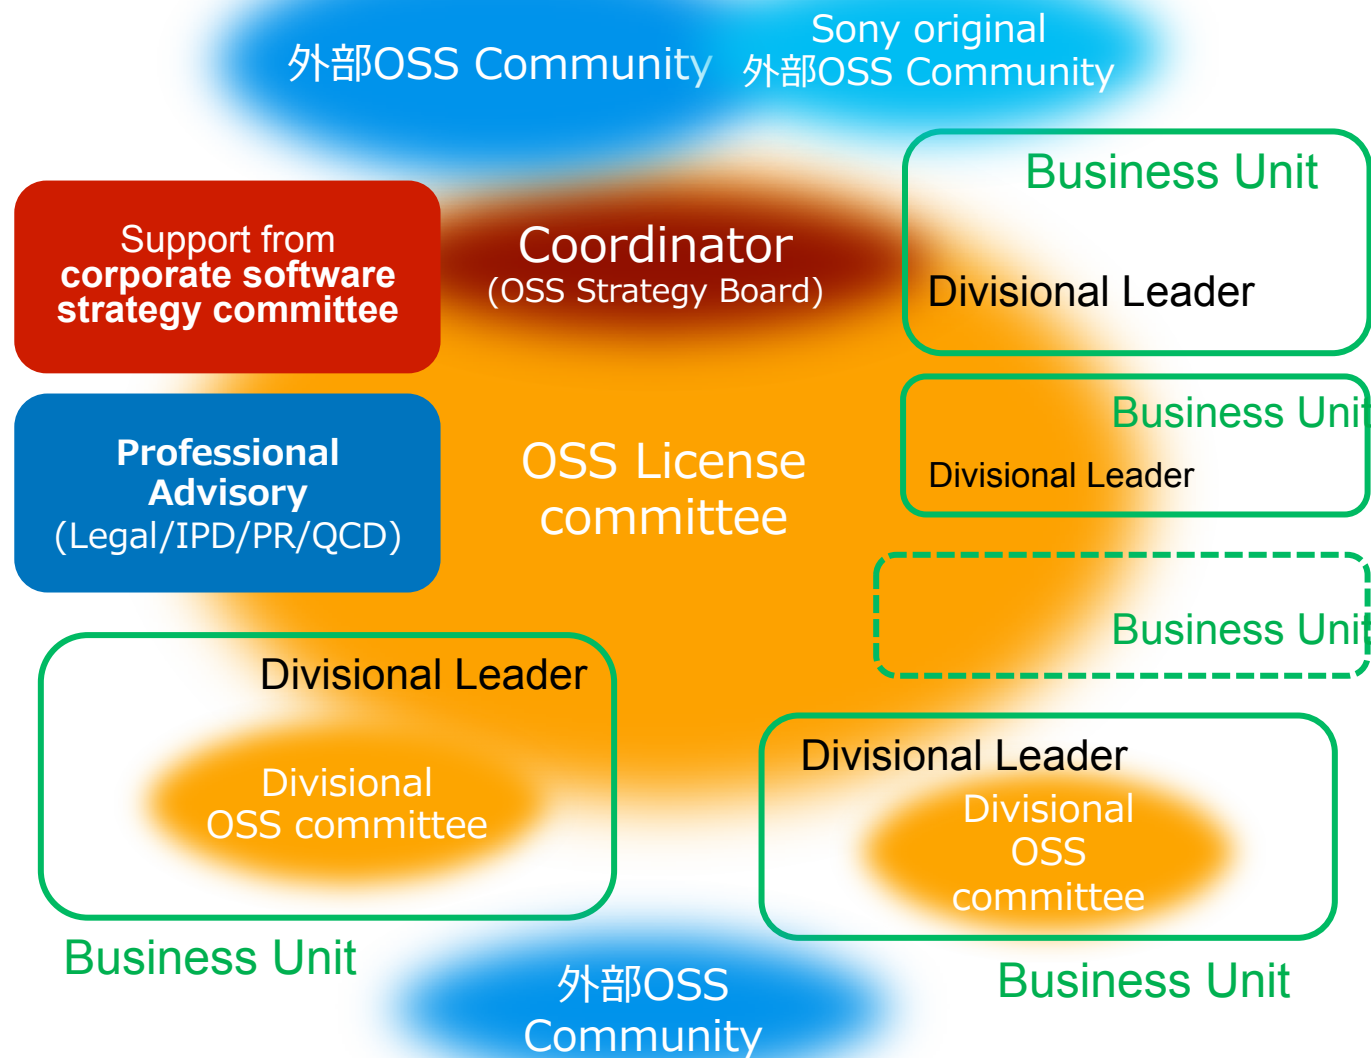 外部OSS Community
Sony original
外部OSS Community
Business Unit
Support from
corporate software
strategy committee
Coordinator
(OSS Strategy Board)
Divisional Leader
Business Unit
Divisional Leader
Professional
Advisory
(Legal/IPD/PR/QCD)
OSS License
committee
Business Unit
Divisional Leader
Divisional
OSS committee
Business Unit
Divisional Leader
Divisional
OSS
committee
Business Unit
外部OSS
Community